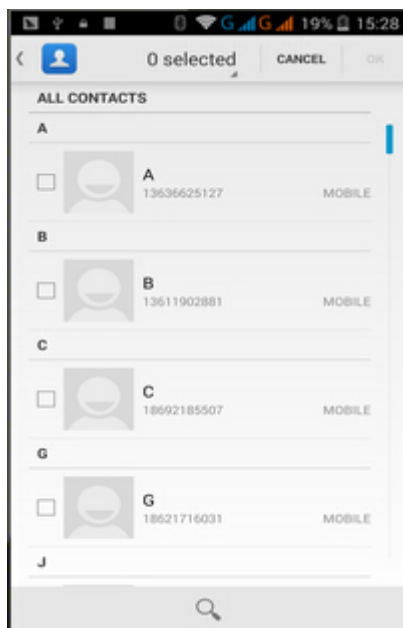 G G 19% 15:28
0 selected CANCEL OK
ALL CONTACTS
A
A
13636625127 MOBILE
B
B
13611902881 MOBILE
C
C
18692185507 MOBILE
G
G
18621716031 MOBILE
J